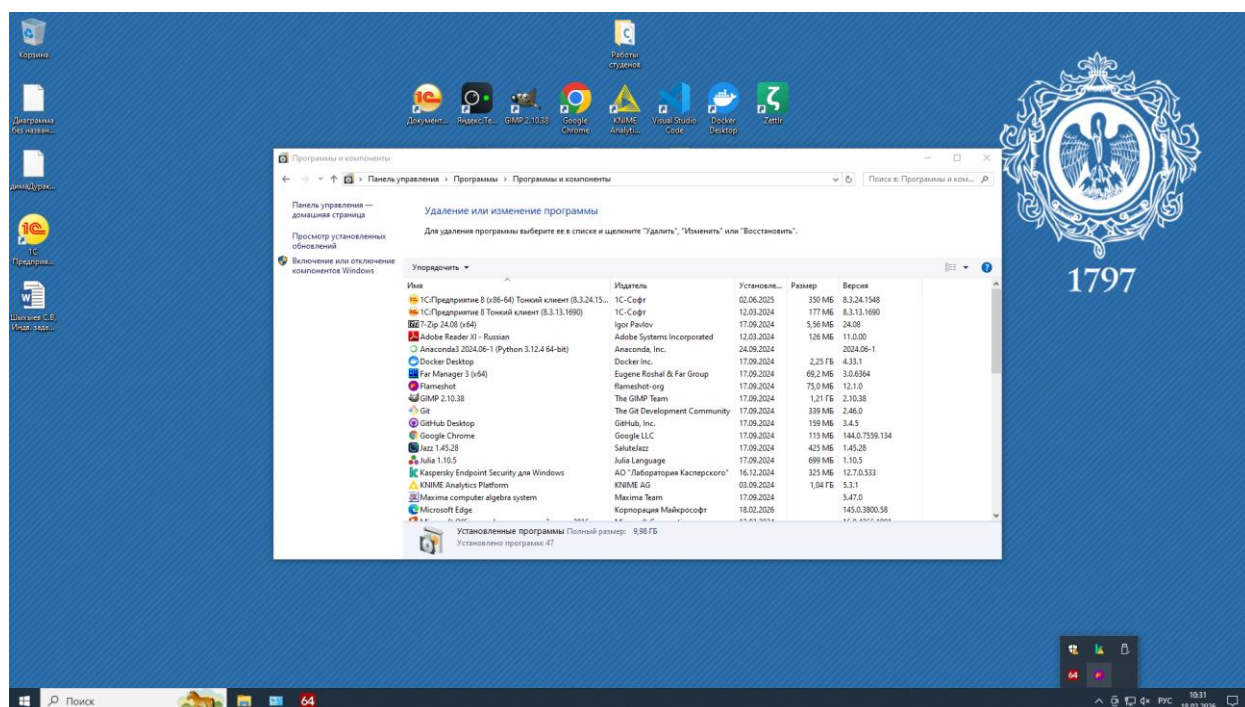 Корзина
Работы
студенов
Диаграмма
без назван...
Документ...
Яндекс.Те...
GIMP 2.10.38
Google
Chrome
KNIME
Analyti...
Visual Studio
Code
Docker
Desktop
Zettlr
1С
Предприя...
1797
Программы и компоненты
Панель управления › Программы › Программы и компоненты
Поиск в: Программы и ком...
Панель управления —
домашняя страница
Просмотр установленных
обновлений
Включение или отключение
компонентов Windows
Удаление или изменение программы
Для удаления программы выберите ее в списке и щелкните "Удалить", "Изменить" или "Восстановить".
Упорядочить
Имя Издатель Установле... Размер Версия
1С:Предприятие 8 (x86-64) Тонкий клиент (8.3.24.15... 1С-Софт 02.06.2025 350 МБ 8.3.24.1548
1С:Предприятие 8 Тонкий клиент (8.3.13.1690) 1С-Софт 12.03.2024 177 МБ 8.3.13.1690
7-Zip 24.08 (x64) Igor Pavlov 17.09.2024 5,56 МБ 24.08
Adobe Reader XI - Russian Adobe Systems Incorporated 12.03.2024 126 МБ 11.0.00
Anaconda3 2024.06-1 (Python 3.12.4 64-bit) Anaconda, Inc. 24.09.2024 2024.06-1
Docker Desktop Docker Inc. 17.09.2024 2,25 ГБ 4.33.1
Far Manager 3 (x64) Eugene Roshal & Far Group 17.09.2024 69,2 МБ 3.0.6364
Flameshot flameshot-org 17.09.2024 75,0 МБ 12.1.0
GIMP 2.10.38 The GIMP Team 17.09.2024 1,21 ГБ 2.10.38
Git The Git Development Community 17.09.2024 339 МБ 2.46.0
GitHub Desktop GitHub, Inc. 17.09.2024 159 МБ 3.4.5
Google Chrome Google LLC 17.09.2024 115 МБ 144.0.7559.134
Jazz 1.45.28 SaluteJazz 17.09.2024 425 МБ 1.45.28
Julia 1.10.5 Julia Language 17.09.2024 699 МБ 1.10.5
Kaspersky Endpoint Security для Windows АО "Лаборатория Касперского" 16.12.2024 325 МБ 12.7.0.533
KNIME Analytics Platform KNIME AG 03.09.2024 1,04 ГБ 5.3.1
Maxima computer algebra system Maxima Team 17.09.2024 5.47.0
Microsoft Edge Корпорация Майкрософт 18.02.2026 145.0.3800.58
Установленные программы Полный размер: 9,98 ГБ
Установлено программ: 47
64
Поиск
64
РУС
10:31
18.02.2026